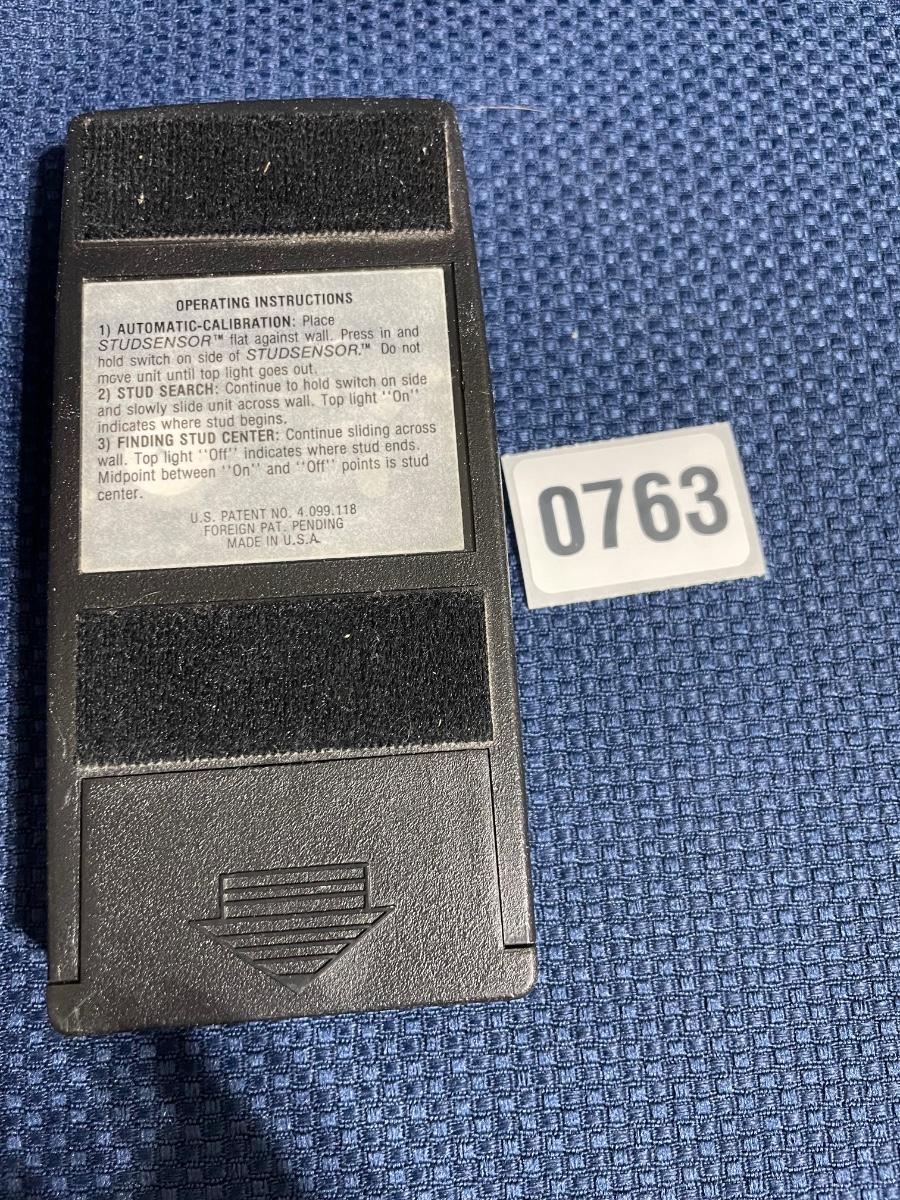 OPERATING INSTRUCTIONS
1) AUTOMATIC-CALIBRATION: Place
STUDSENSOR™ flat against wall. Press in and
hold switch on side of STUDSENSOR.™ Do not
move unit until top light goes out.
2) STUD SEARCH: Continue to hold switch on side
and slowly slide unit across wall. Top light ''On''
indicates where stud begins.
3) FINDING STUD CENTER: Continue sliding across
wall. Top light ''Off'' indicates where stud ends.
Midpoint between ''On'' and ''Off'' points is stud
center.
U.S. PATENT NO. 4.099.118
FOREIGN PAT. PENDING
MADE IN U.S.A.
0763